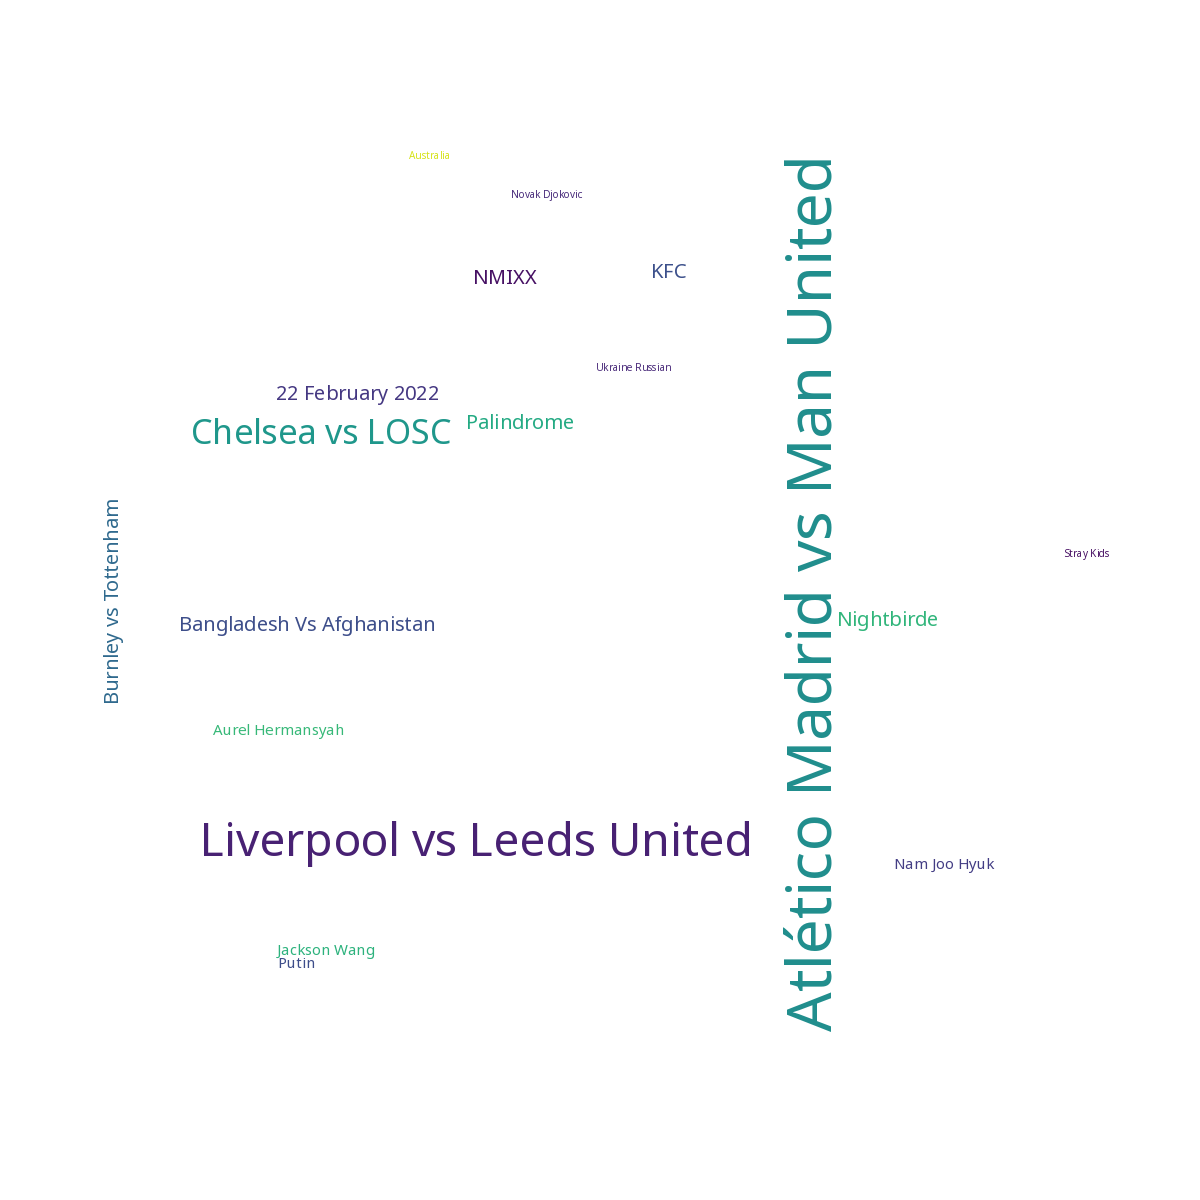 Australia
Novak Djokovic
NMIXX
KFC
Ukraine Russian
22 February 2022
Chelsea vs LOSC
Palindrome
Atlético Madrid vs Man United
Burnley vs Tottenham
Stray Kids
Bangladesh Vs Afghanistan
Nightbirde
Aurel Hermansyah
Liverpool vs Leeds United
Nam Joo Hyuk
Jackson Wang
Putin